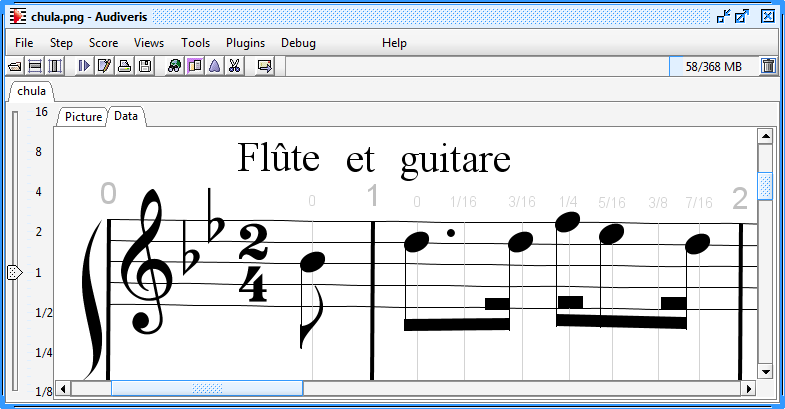 chula.png - Audiveris
File Step Score Views Tools Plugins Debug Help
58/368 MB
chula
Picture Data
16
8
4
2
1
1/2
1/4
1/8
Flûte et guitare
0 0 1 0 1/16 3/16 1/4 5/16 3/8 7/16 2
2
4